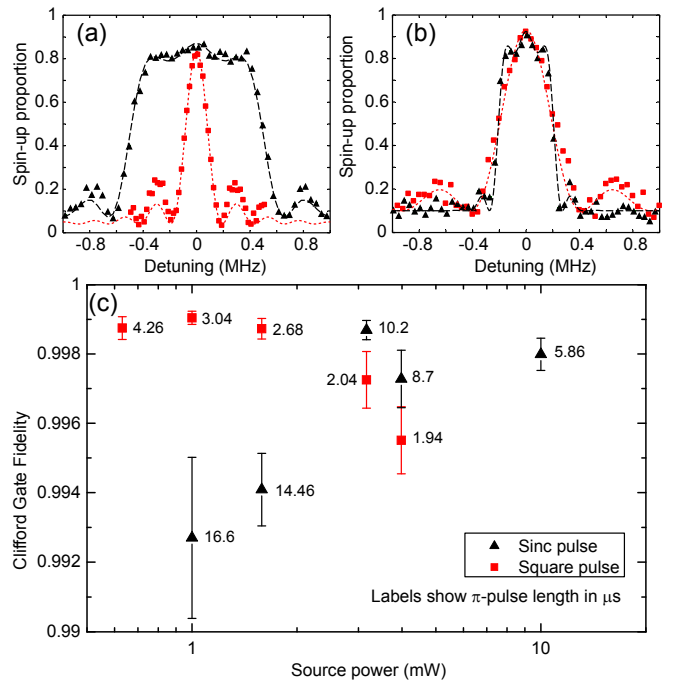 (a)
(b)
Spin-up proportion
1
0.8
0.6
0.4
0.2
0
-0.8 -0.4 0 0.4 0.8
Detuning (MHz)
Spin-up proportion
1
0.8
0.6
0.4
0.2
0
-0.8 -0.4 0 0.4 0.8
Detuning (MHz)
(c)
Clifford Gate Fidelity
0.998
0.996
0.994
0.992
0.99
4.26
3.04
2.68
10.2
5.86
2.04
8.7
1.94
14.46
16.6
Sinc pulse
Square pulse
Labels show π-pulse length in μs
1 10
Source power (mW)